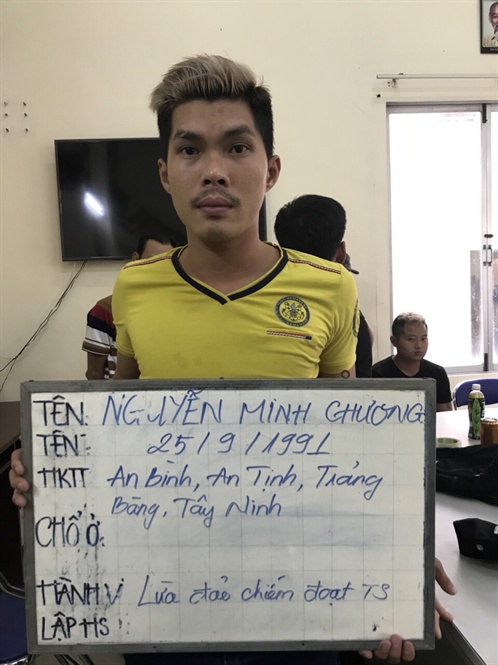 TÊN: NGUYỄN MINH CHƯƠNG
TÊN: 25/9/1991
TTKTT An Bình, An Tịnh, Trảng
Bàng, Tây Ninh
CHỖ Ở:
HÀNH V Lừa đảo chiếm đoạt TS
LẬP HS